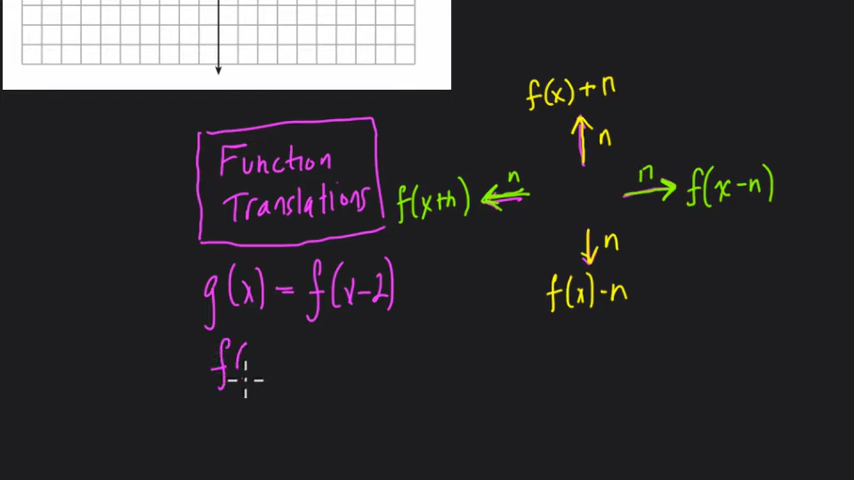 Function
Translations
g(x) = f(x-2)
f(
f(x)+n
n
n
f(x+n)
n
f(x-n)
n
f(x)-n